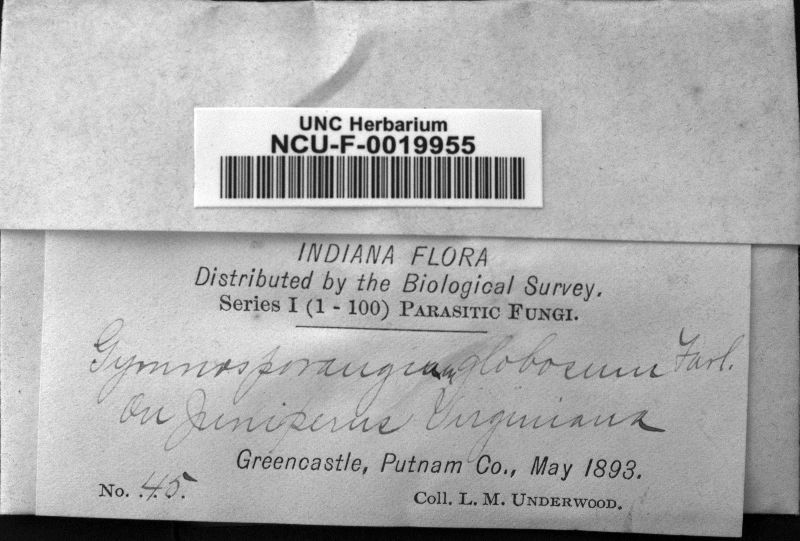 UNC Herbarium
NCU-F-0019955
INDIANA FLORA
Distributed by the Biological Survey.
Series I (1 - 100) PARASITIC FUNGI.
Gymnosporangium globosum Farl.
On Juniperus Virginiana
Greencastle, Putnam Co., May 1893.
No. 45.
Coll. L. M. UNDERWOOD.